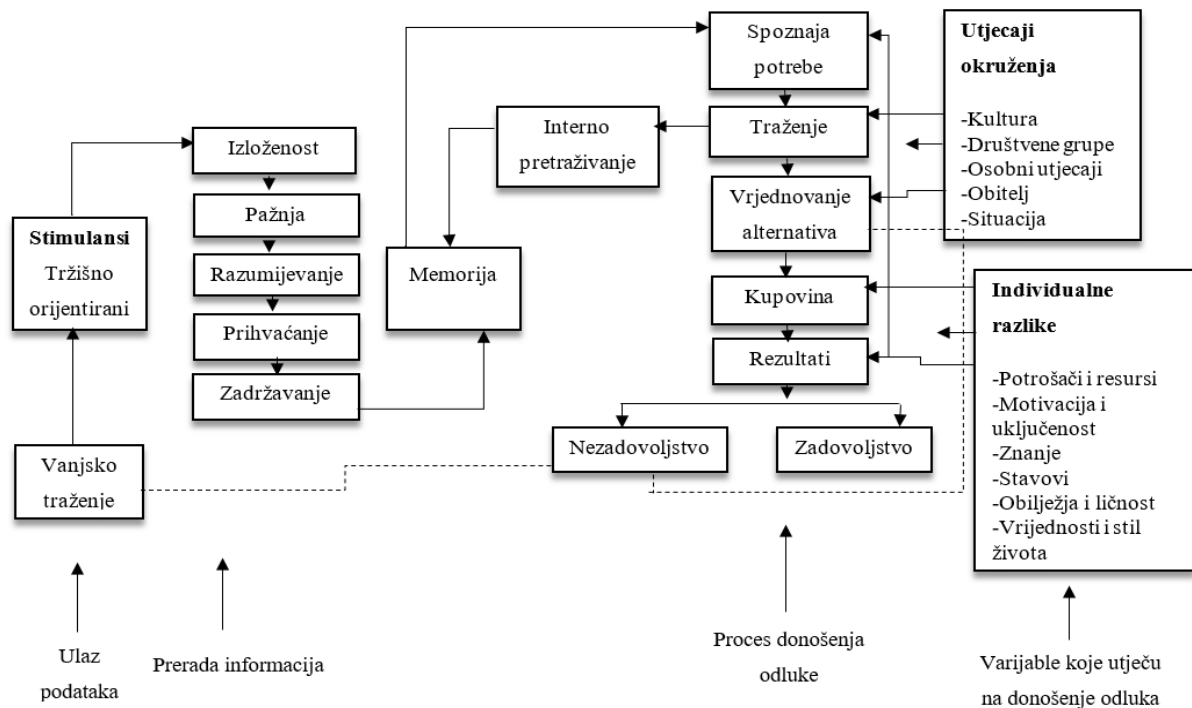 Stimulansi
Tržišno
orijentirani
Vanjsko
traženje
Izloženost
Pažnja
Razumijevanje
Prihvaćanje
Zadržavanje
Memorija
Interno
pretraživanje
Spoznaja
potrebe
Traženje
Vrjednovanje
alternativa
Kupovina
Rezultati
Nezadovoljstvo
Zadovoljstvo
Utjecaji
okruženja
-Kultura
-Društvene grupe
-Osobni utjecaji
-Obitelj
-Situacija
Individualne
razlike
-Potrošači i resursi
-Motivacija i
uključenost
-Znanje
-Stavovi
-Obilježja i ličnost
-Vrijednosti i stil
života
Ulaz
podataka
Prerada informacija
Proces donošenja
odluke
Varijable koje utječu
na donošenje odluka